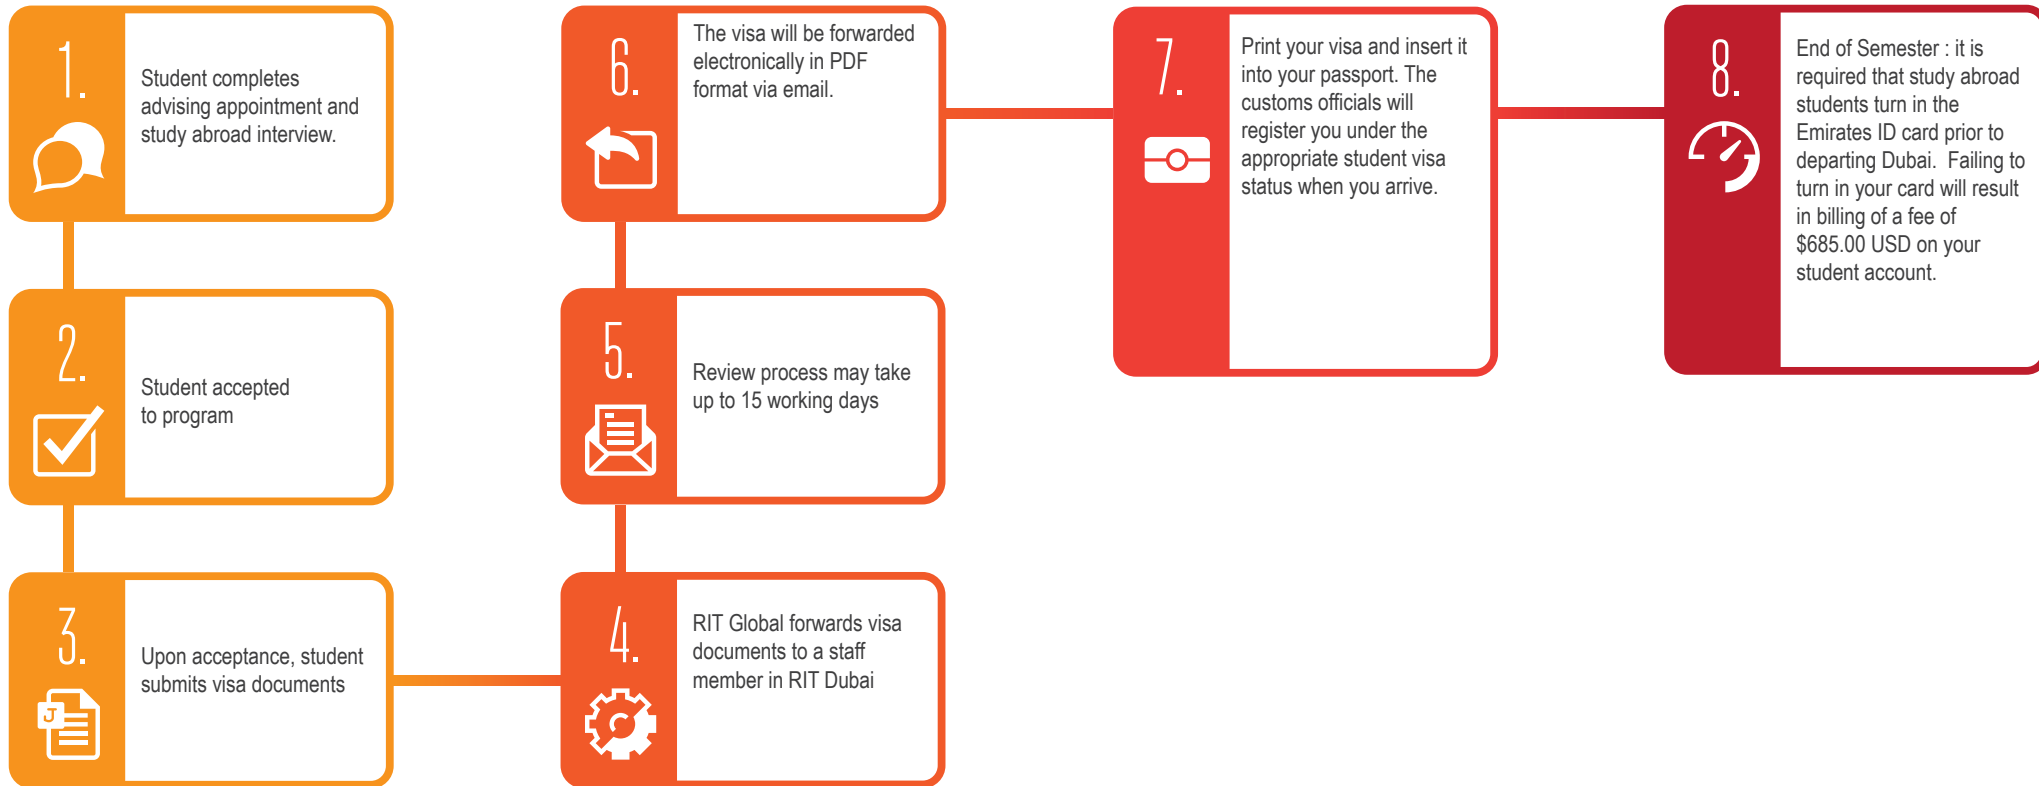 1.
Student completes
advising appointment and
study abroad interview.
2.
Student accepted
to program
3.
J
Upon acceptance, student
submits visa documents
4.
RIT Global forwards visa
documents to a staff
member in RIT Dubai
5.
Review process may take
up to 15 working days
6.
The visa will be forwarded
electronically in PDF
format via email.
7.
Print your visa and insert it
into your passport. The
customs officials will
register you under the
appropriate student visa
status when you arrive.
8.
End of Semester : it is
required that study abroad
students turn in the
Emirates ID card prior to
departing Dubai.  Failing to
turn in your card will result
in billing of a fee of
$685.00 USD on your
student account.